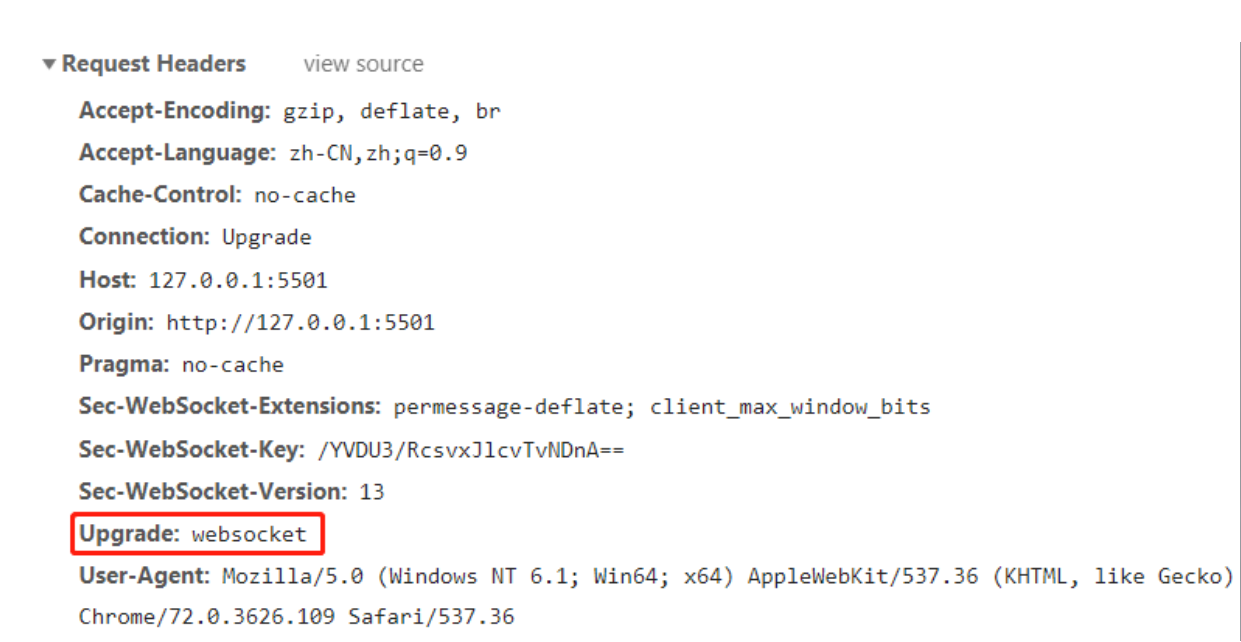 ▼ Request Headers view source
Accept-Encoding: gzip, deflate, br
Accept-Language: zh-CN,zh;q=0.9
Cache-Control: no-cache
Connection: Upgrade
Host: 127.0.0.1:5501
Origin: http://127.0.0.1:5501
Pragma: no-cache
Sec-WebSocket-Extensions: permessage-deflate; client_max_window_bits
Sec-WebSocket-Key: /YVDU3/RcsvxJlcvTvNDnA==
Sec-WebSocket-Version: 13
Upgrade: websocket
User-Agent: Mozilla/5.0 (Windows NT 6.1; Win64; x64) AppleWebKit/537.36 (KHTML, like Gecko)
Chrome/72.0.3626.109 Safari/537.36